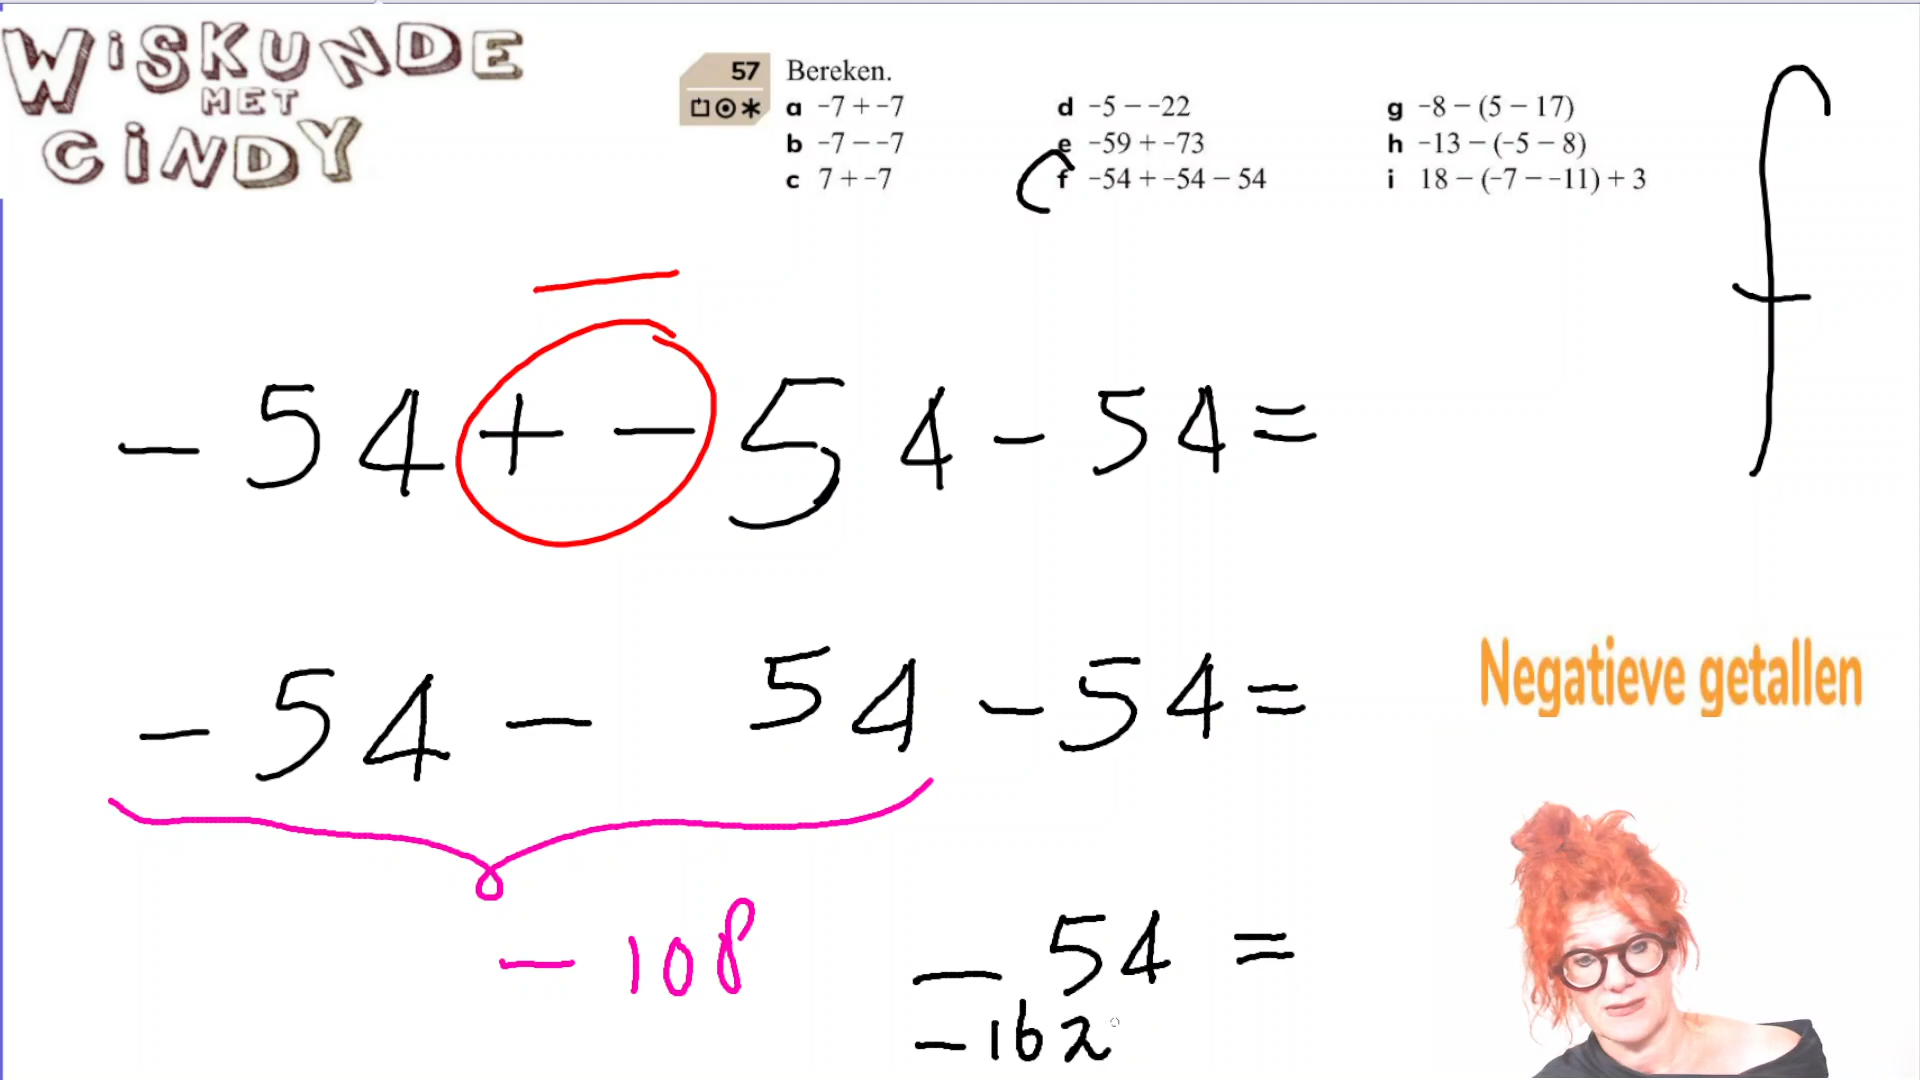 WiSKUNDE
MET
CiNDY
57 Bereken.
a -7 + -7
b -7 - -7
c 7 + -7
d -5 - -22
e -59 + -73
f -54 + -54 - 54
g -8 - (5 - 17)
h -13 - (-5 - 8)
i 18 - (-7 - -11) + 3
f
- 54 + - 54 - 54 =
- 54 - 54 - 54 =
Negatieve getallen
- 108 - 54 =
- 162